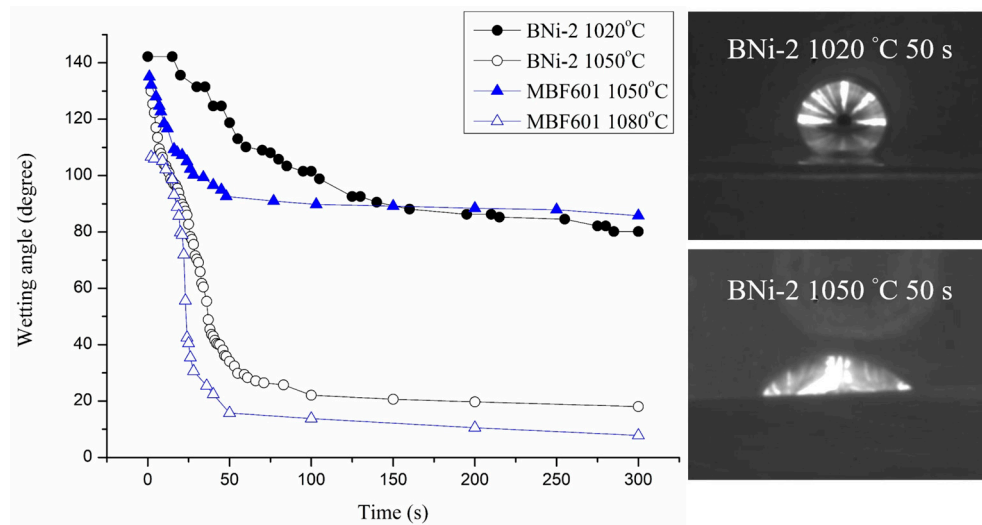 BNi-2 1020°C
BNi-2 1050°C
MBF601 1050°C
MBF601 1080°C
Wetting angle (degree)
140
120
100
80
60
40
20
0
0
50
100
150
200
250
300
Time (s)
BNi-2 1020 °C 50 s
BNi-2 1050 °C 50 s